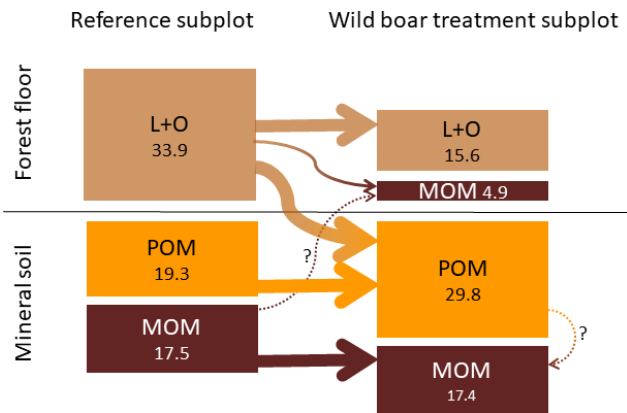 Reference subplot
Wild boar treatment subplot
Forest floor
L+O
33.9
L+O
15.6
MOM 4.9
Mineral soil
POM
19.3
MOM
17.5
?
POM
29.8
?
MOM
17.4